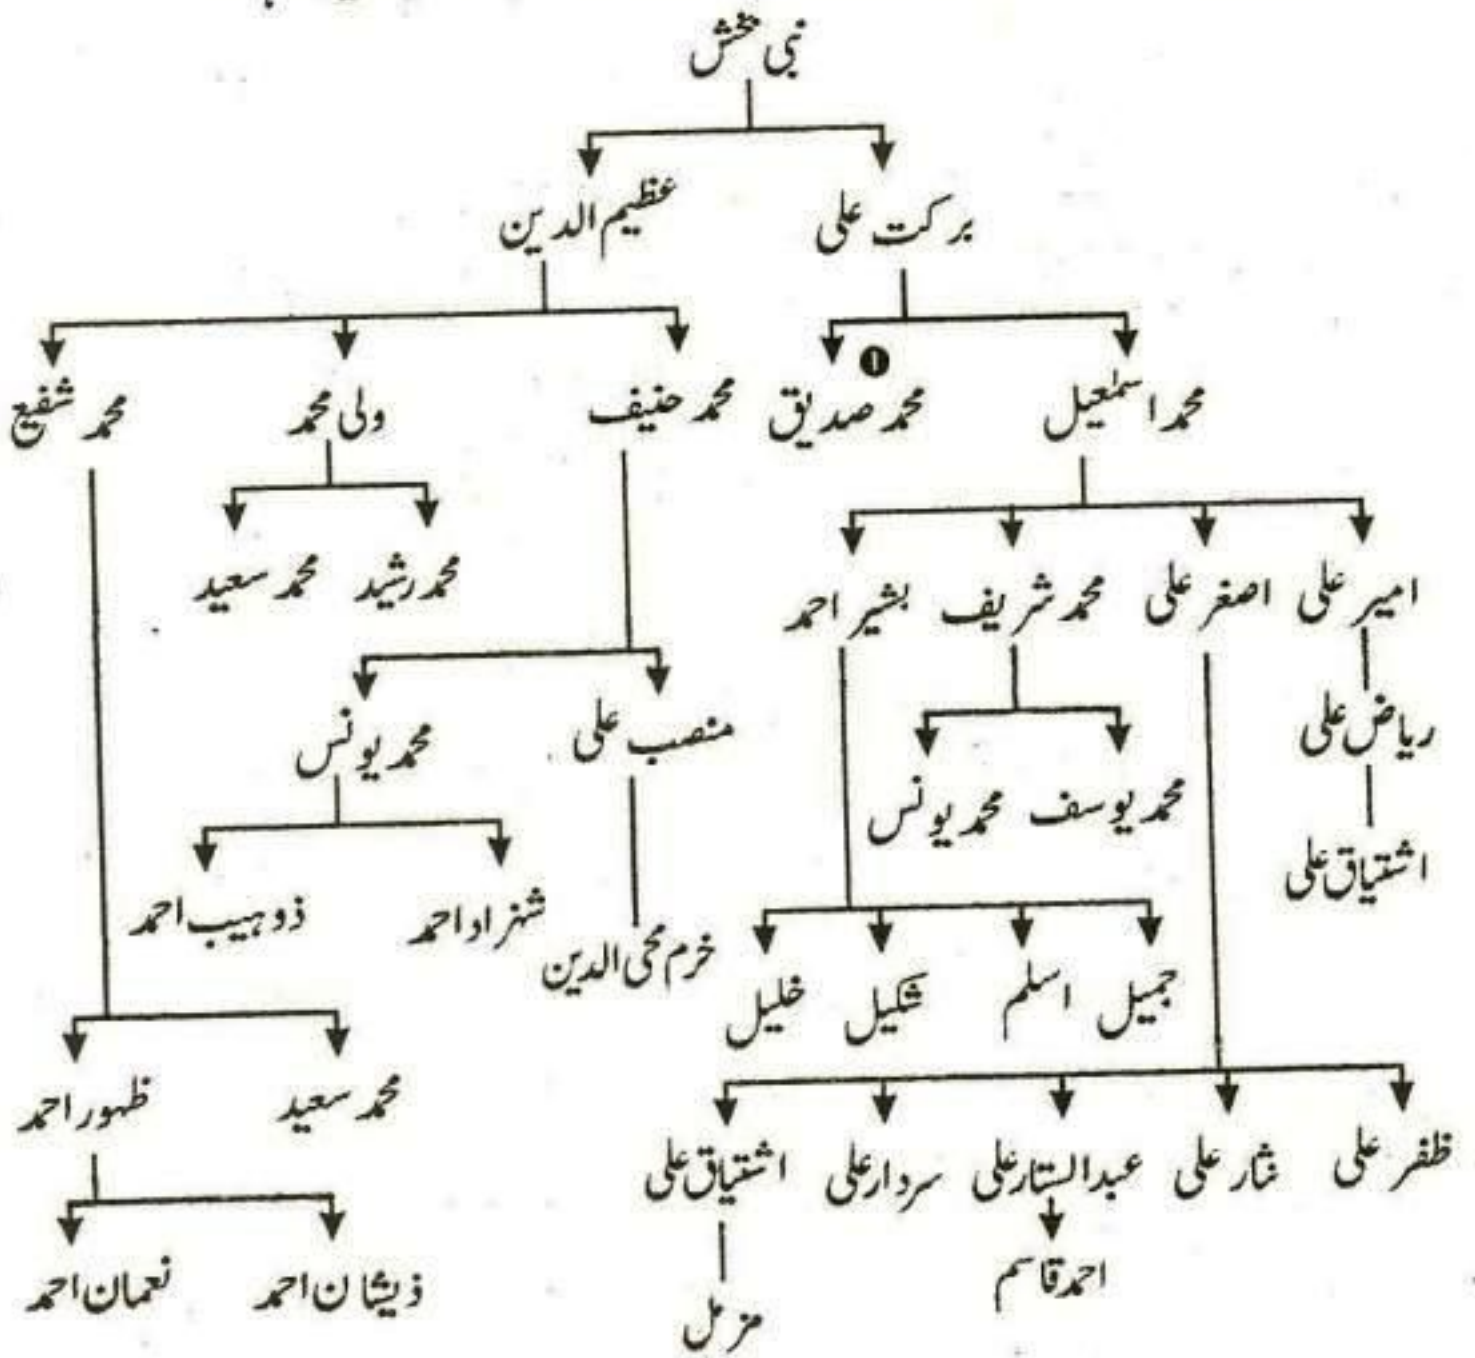 نبی بخش
برکت علی عظیم الدین
محمد اسمٰعیل محمد صدیق ❶ محمد حنیف ولی محمد محمد شفیع
امیر علی اصغر علی محمد شریف بشیر احمد محمد رشید محمد سعید
ریاض علی منصب علی محمد یونس
محمد یوسف محمد یونس
اشتیاق علی شہزاد احمد ذوہیب احمد
جمیل اسلم شکیل خلیل خرم محی الدین
محمد سعید ظہور احمد
ظفر علی نثار علی عبدالستار علی سردار علی اشتیاق علی
احمد قاسم ذیشان احمد نعمان احمد
مزمل